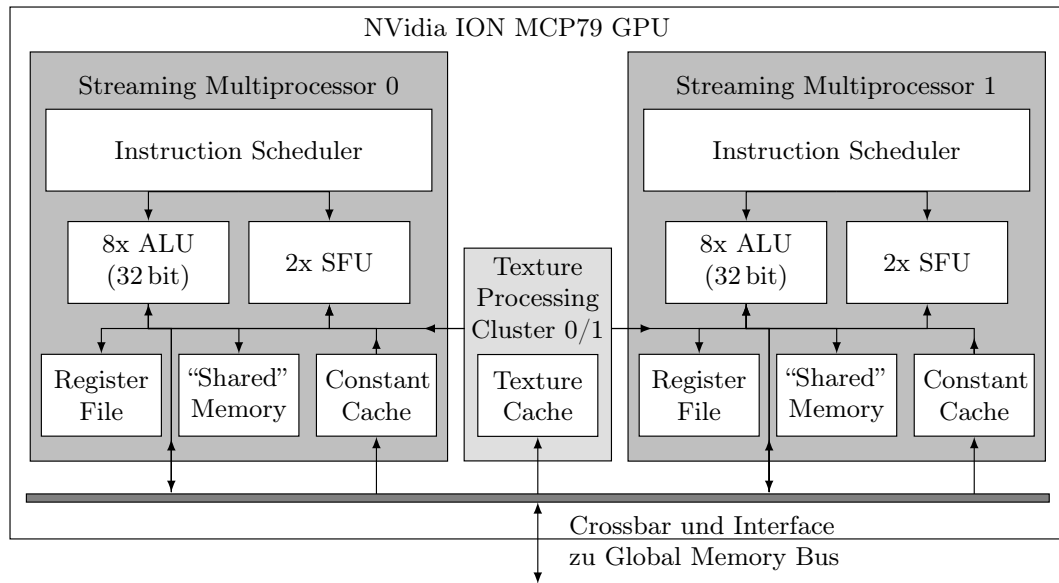 NVidia ION MCP79 GPU
Streaming Multiprocessor 0
Instruction Scheduler
8x ALU
(32 bit)
2x SFU
Register
File
“Shared”
Memory
Constant
Cache
Texture
Processing
Cluster 0/1
Texture
Cache
Streaming Multiprocessor 1
Instruction Scheduler
8x ALU
(32 bit)
2x SFU
Register
File
“Shared”
Memory
Constant
Cache
Crossbar und Interface
zu Global Memory Bus